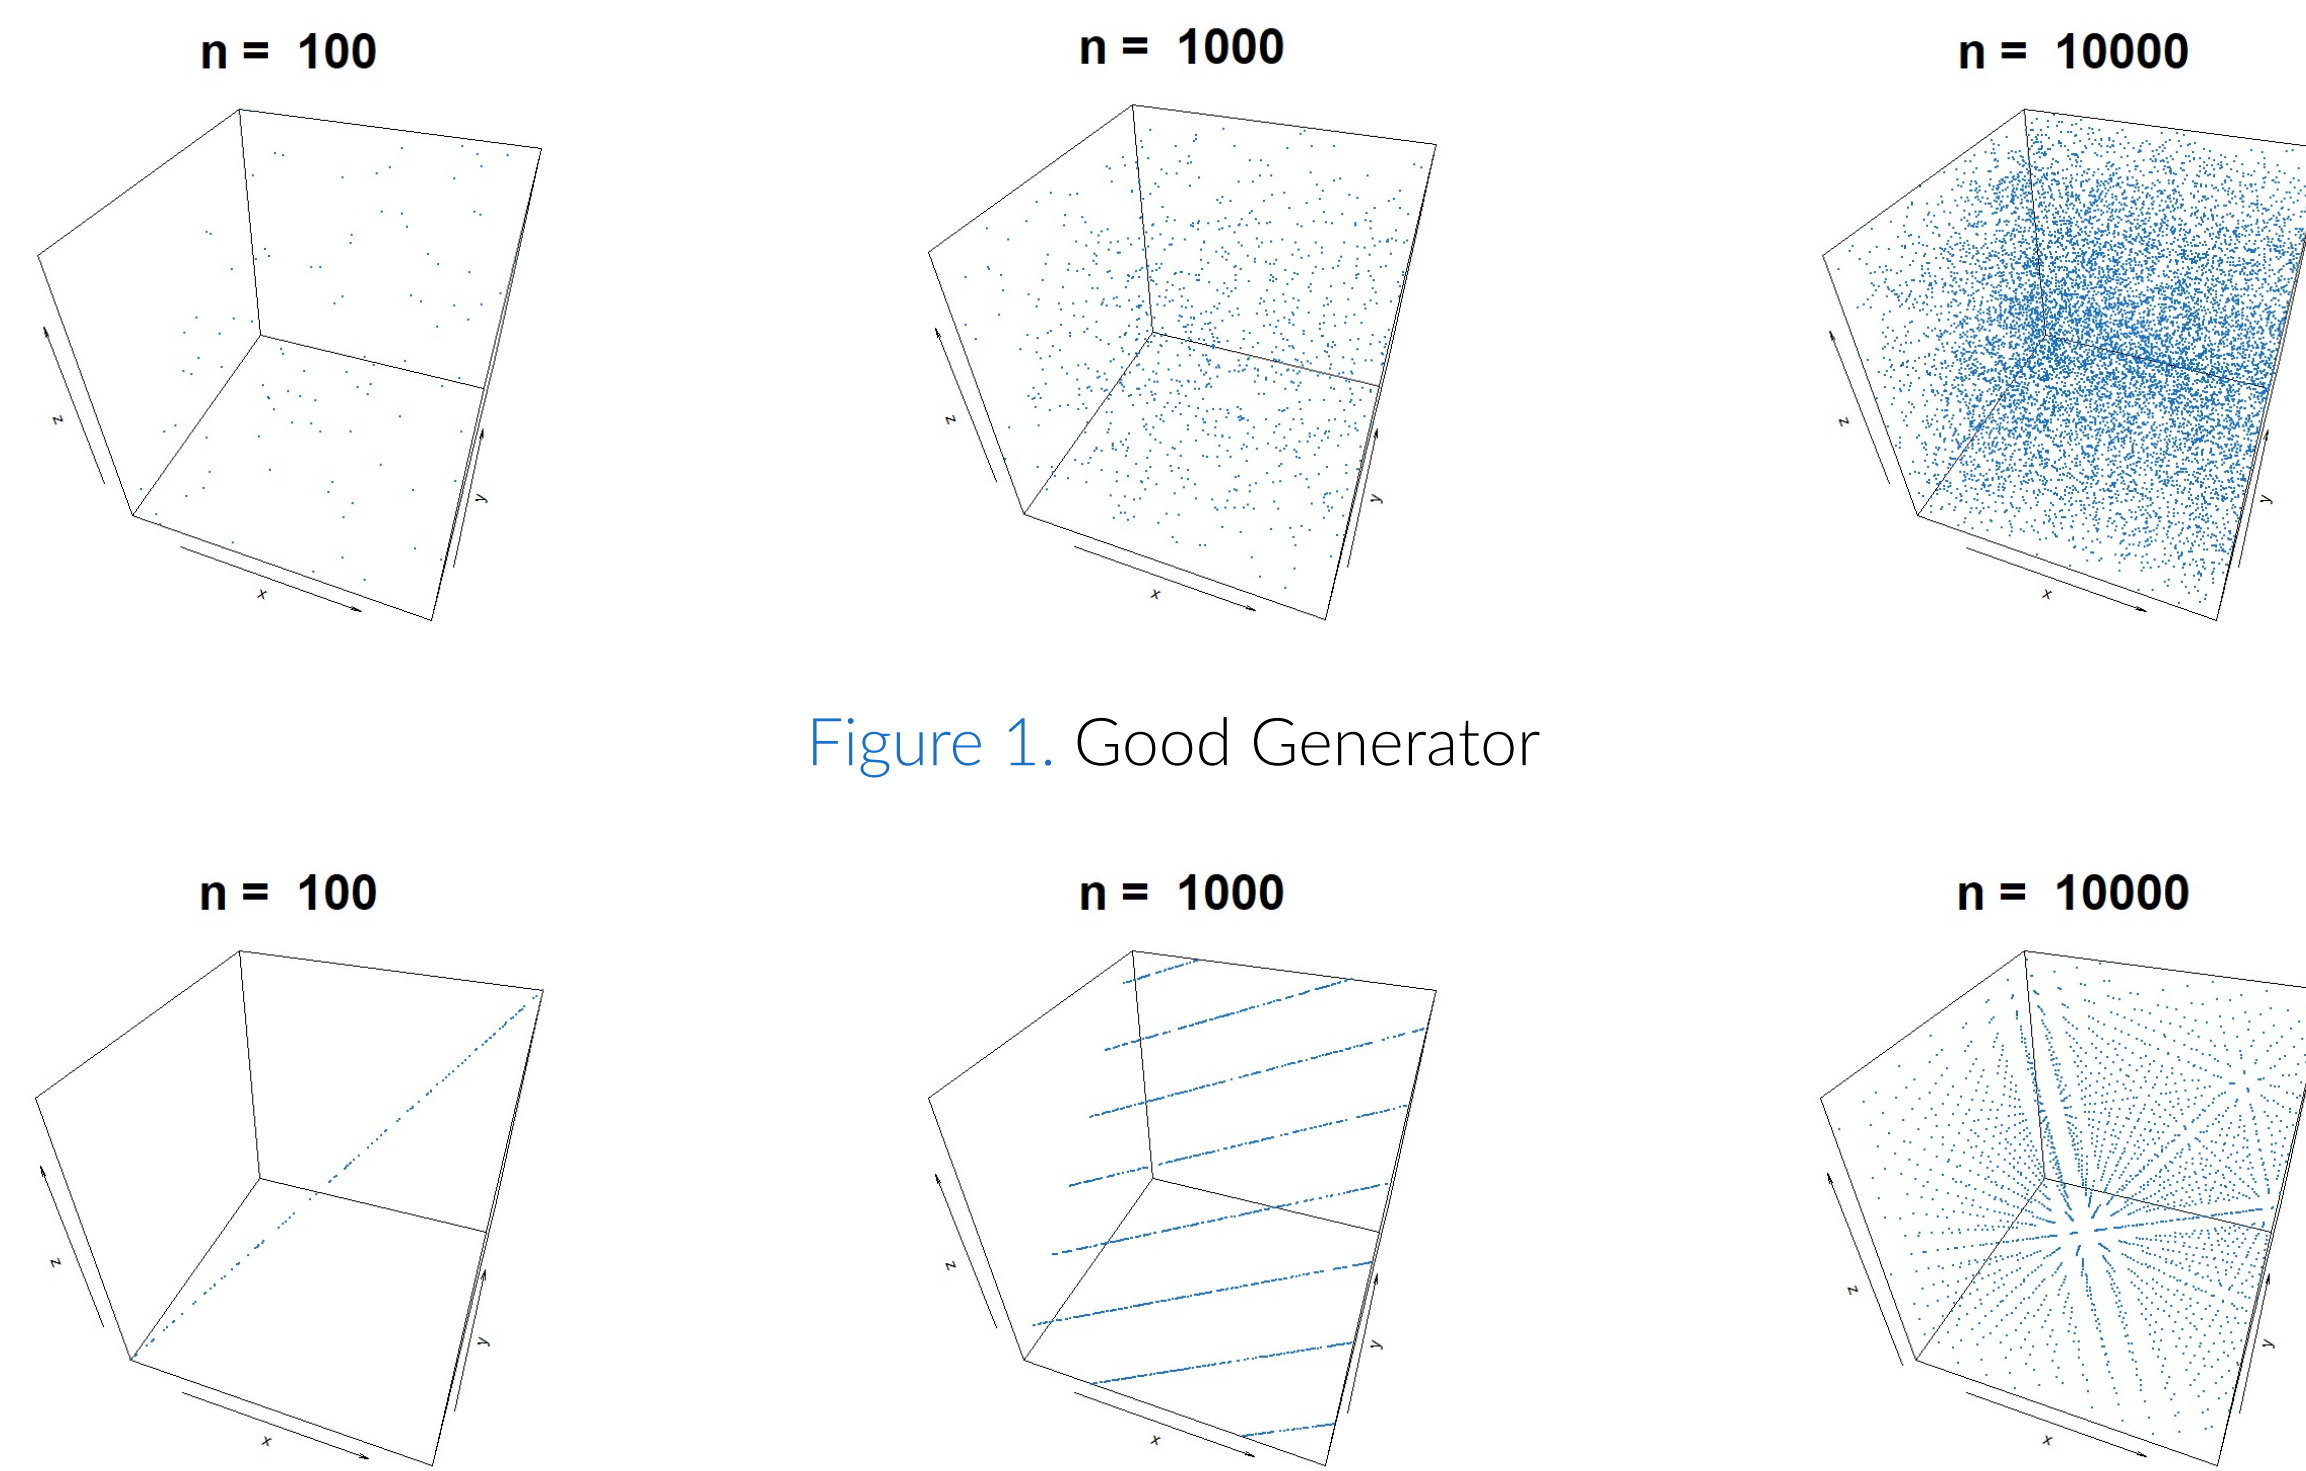 n = 100
n = 1000
n = 10000
z
y
x
z
y
x
z
y
x
Figure 1. Good Generator
n = 100
n = 1000
n = 10000
z
y
x
z
y
x
z
y
x